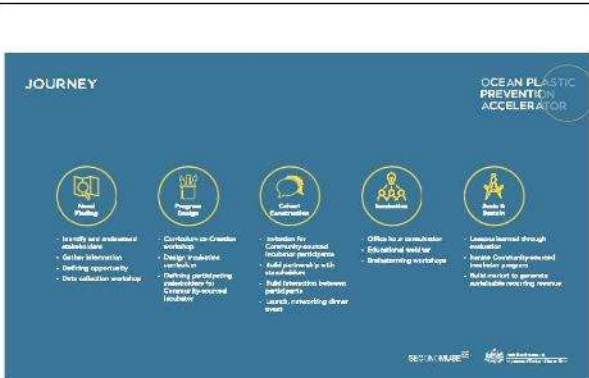 JOURNEY
OCEAN PLASTIC
PREVENTION
ACCELERATOR
Need
Finding
Program
Design
Cohort
Construction
Incubation
Scale &
Sustain
- Identify and understand
stakeholders
- Gather information
- Defining opportunity
- Data collection workshop
- Curriculum co-Creation
workshop
- Design incubation
curriculum
- Defining participating
stakeholders for
Community-sourced
Incubator
- Invitation for
Community-sourced
Incubator participants
- Build partnership with
stakeholders
- Build interaction between
participants
- Launch, networking dinner
event
- Office hour consultation
- Educational webinar
- Brainstorming workshops
- Lessons learned through
evaluation
- Iterate Community-sourced
Incubator program
- Build market to generate
sustainable recurring revenue
SECONDMUSE